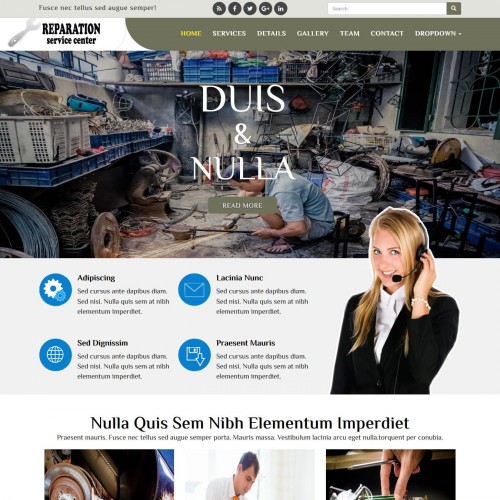 Fusce nec tellus sed augue semper!
Search
REPARATION
service center
HOME SERVICES DETAILS GALLERY TEAM CONTACT DROPDOWN
DUIS
&
NULLA
READ MORE
Adipiscing
Sed cursus ante dapibus diam.
Sed nisi. Nulla quis sem at nibh
elementum imperdiet.
Lacinia Nunc
Sed cursus ante dapibus diam.
Sed nisi. Nulla quis sem at nibh
elementum imperdiet.
Sed Dignissim
Sed cursus ante dapibus diam.
Sed nisi. Nulla quis sem at nibh
elementum imperdiet.
Praesent Mauris
Sed cursus ante dapibus diam.
Sed nisi. Nulla quis sem at nibh
elementum imperdiet.
Nulla Quis Sem Nibh Elementum Imperdiet
Praesent mauris. Fusce nec tellus sed augue semper porta. Mauris massa. Vestibulum lacinia arcu eget nulla.torquent per conubia.